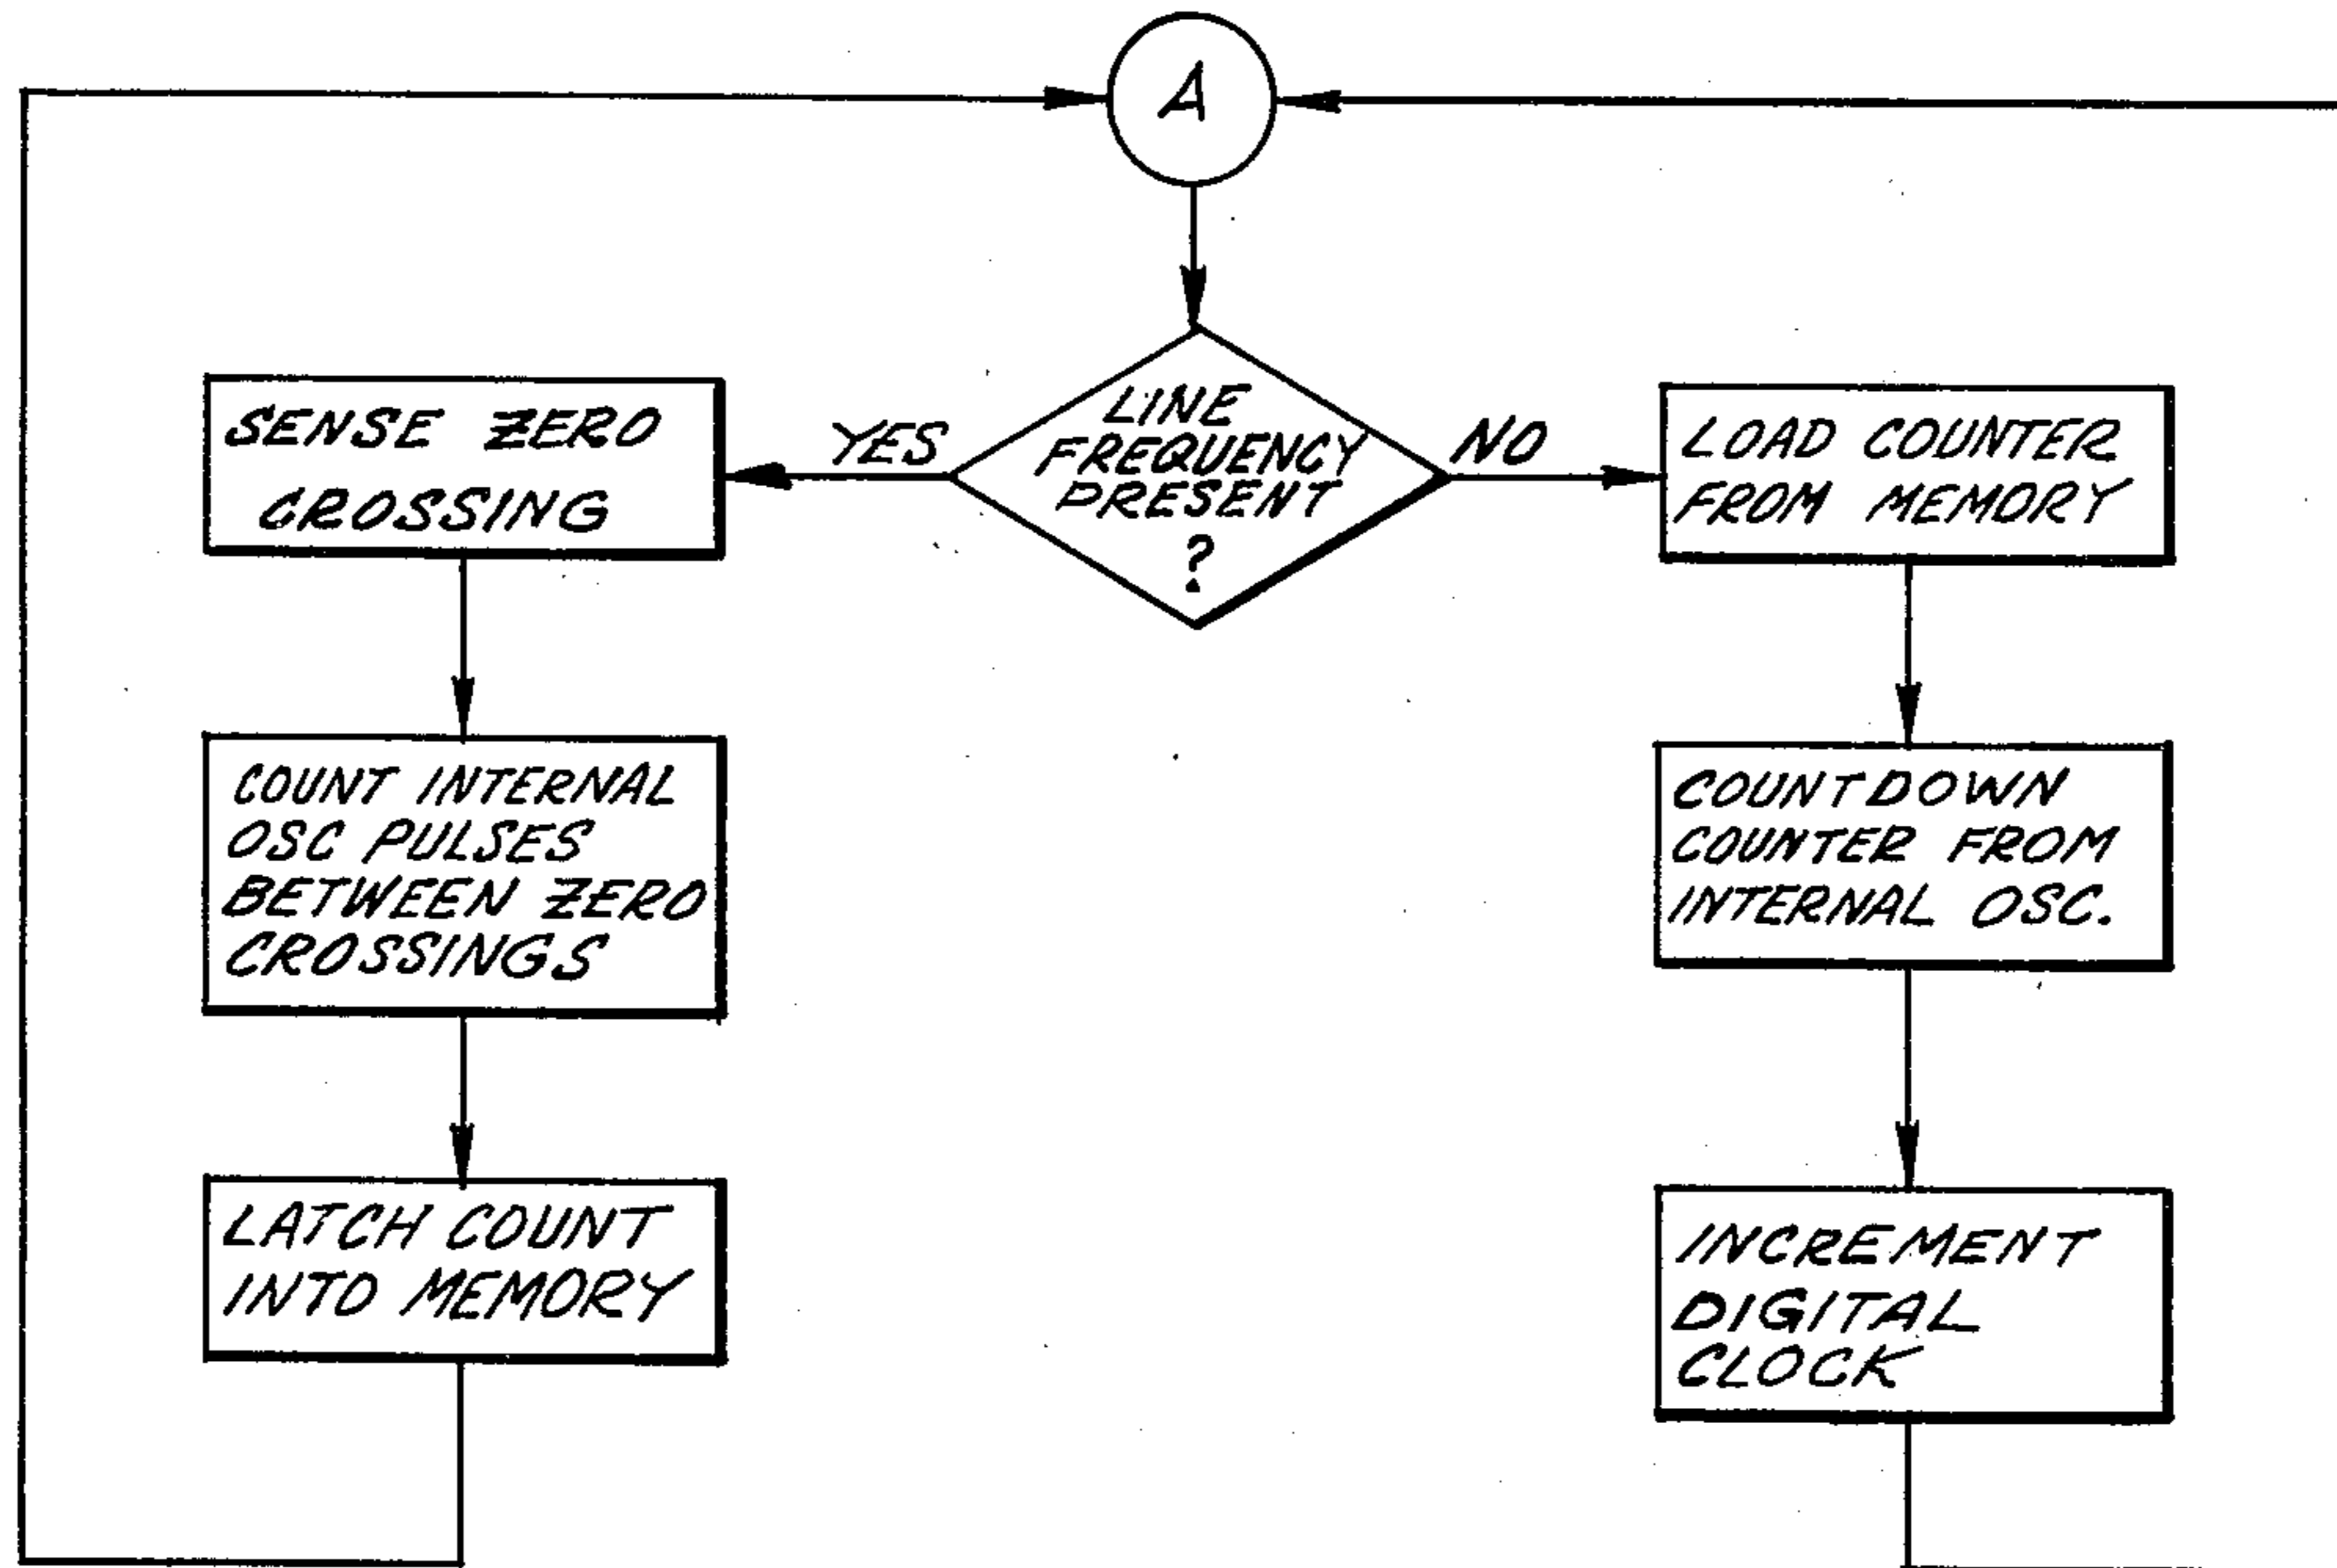 A
LINE
FREQUENCY
PRESENT
?
YES
NO
SENSE ZERO
CROSSING
COUNT INTERNAL
OSC PULSES
BETWEEN ZERO
CROSSINGS
LATCH COUNT
INTO MEMORY
LOAD COUNTER
FROM MEMORY
COUNTDOWN
COUNTER FROM
INTERNAL OSC.
INCREMENT
DIGITAL
CLOCK